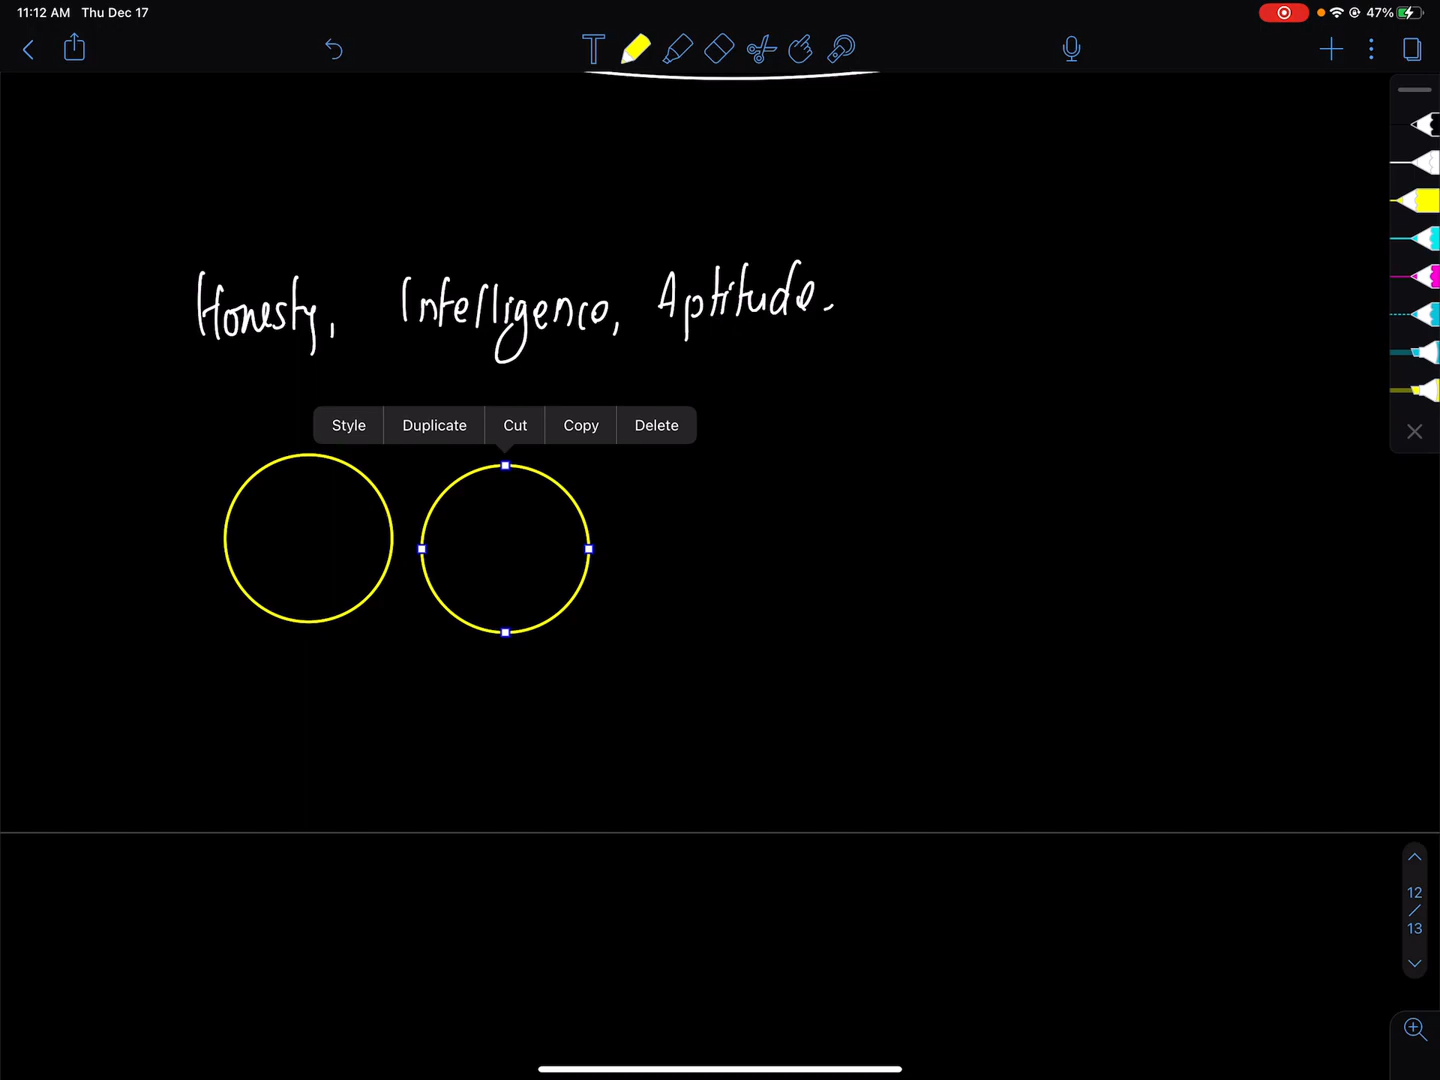 11:12 AM Thu Dec 17
47%
T
Honesty, Intelligence, Aptitude.
Style Duplicate Cut Copy Delete
12
13